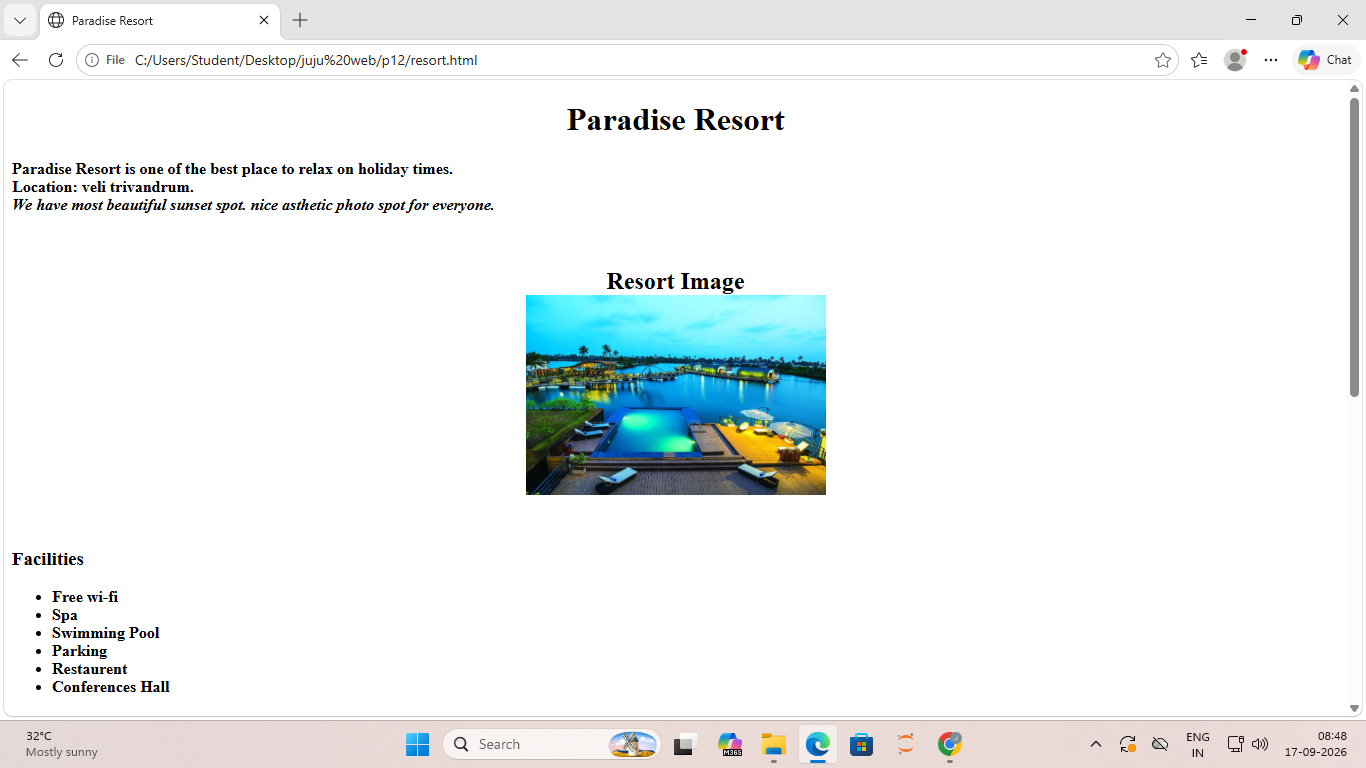 Paradise Resort
File C:/Users/Student/Desktop/juju%20web/p12/resort.html
Chat
Paradise Resort
Paradise Resort is one of the best place to relax on holiday times.
Location: veli trivandrum.
We have most beautiful sunset spot. nice asthetic photo spot for everyone.
Resort Image
Facilities
Free wi-fi
Spa
Swimming Pool
Parking
Restaurent
Conferences Hall
32°C
Mostly sunny
Search
M365
ENG
IN
08:48
17-09-2026